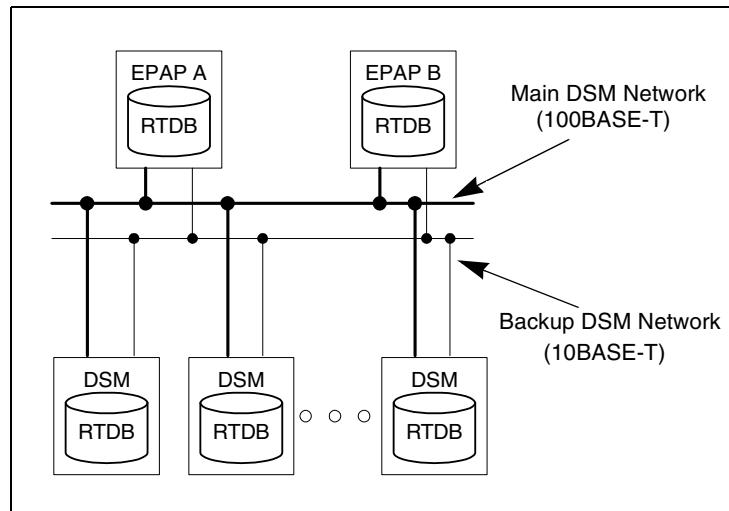 EPAP A
RTDB
EPAP B
RTDB
Main DSM Network
(100BASE-T)
Backup DSM Network
(10BASE-T)
DSM
RTDB
DSM
RTDB
DSM
RTDB